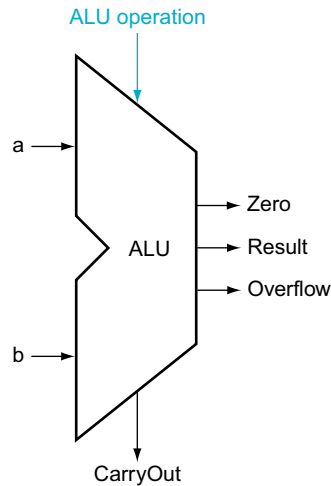 ALU operation
a
Zero
ALU
Result
Overflow
b
CarryOut